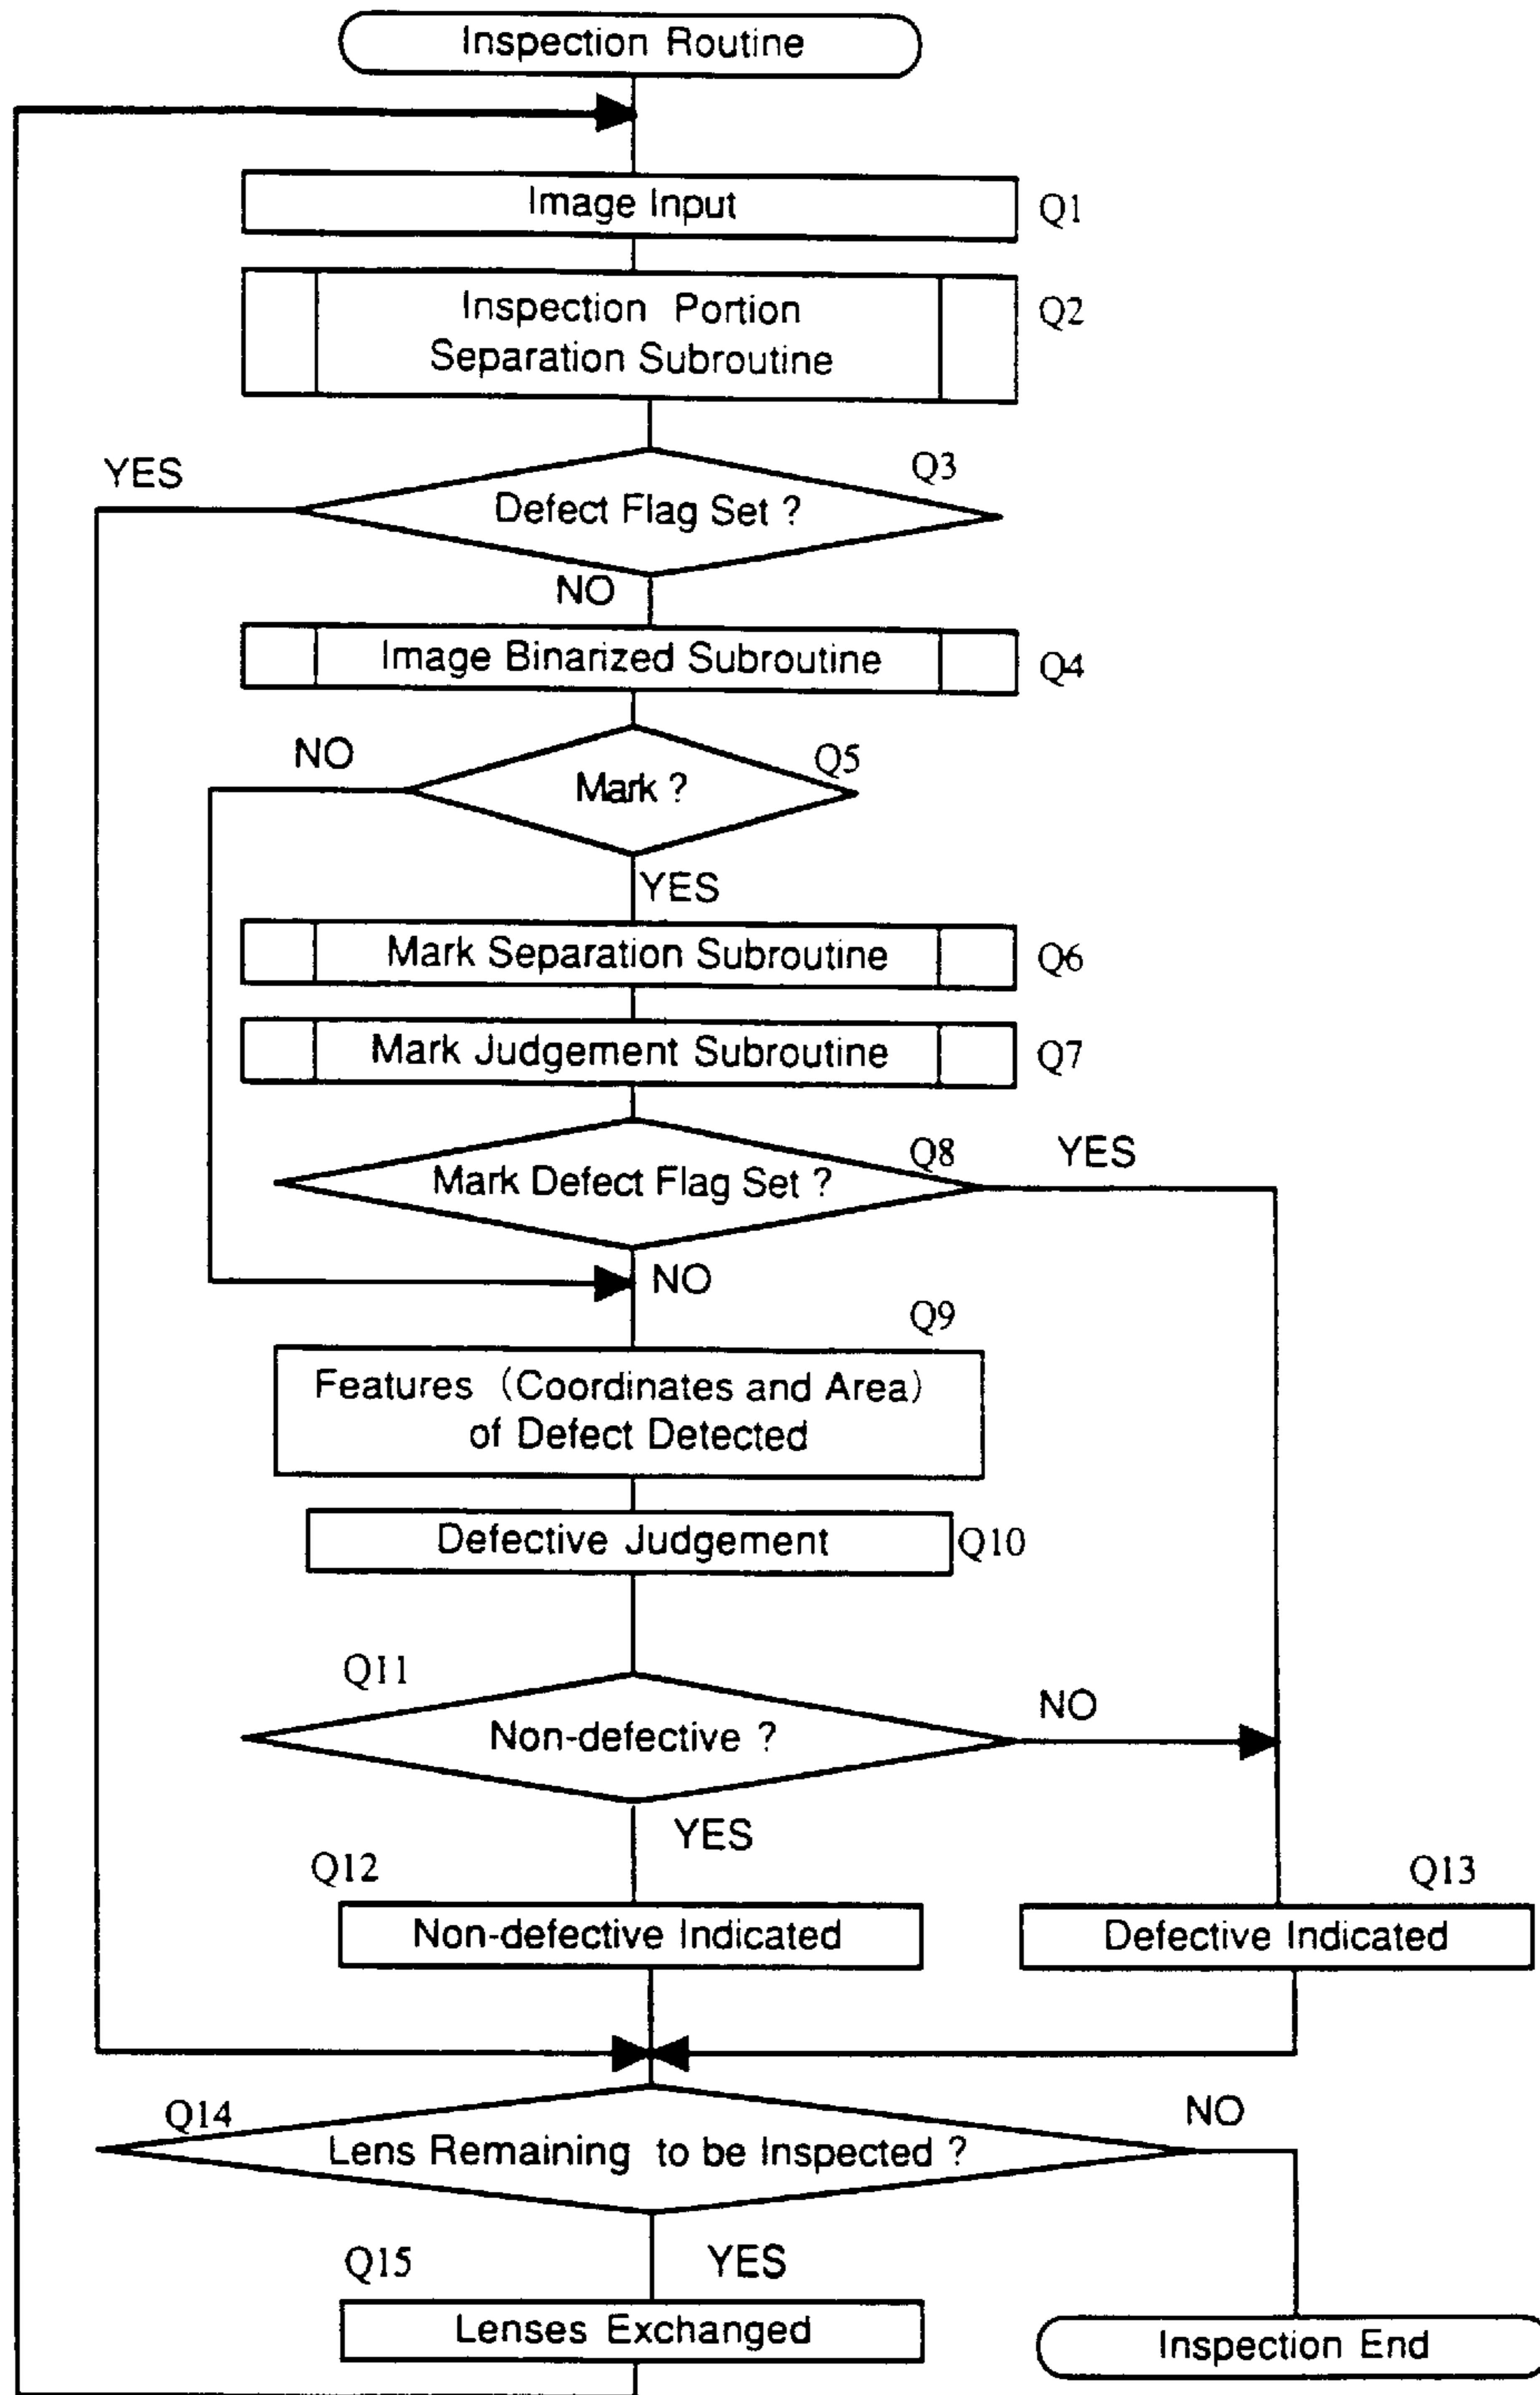 Inspection Routine
Image Input
Q1
Inspection Portion
Separation Subroutine
Q2
YES
Q3
Defect Flag Set ?
NO
Image Binarized Subroutine
Q4
NO
Q5
Mark ?
YES
Mark Separation Subroutine
Q6
Mark Judgement Subroutine
Q7
Q8
YES
Mark Defect Flag Set ?
NO
Q9
Features (Coordinates and Area)
of Defect Detected
Defective Judgement
Q10
Q11
NO
Non-defective ?
YES
Q12
Q13
Non-defective Indicated
Defective Indicated
Q14
NO
Lens Remaining to be Inspected ?
Q15
YES
Lenses Exchanged
Inspection End